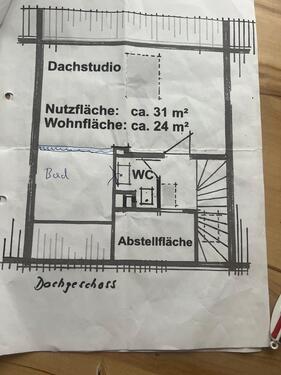 Dachstudio
Nutzfläche: ca. 31 m²
Wohnfläche: ca. 24 m²
Bad
WC
Abstellfläche
Dachgeschoss